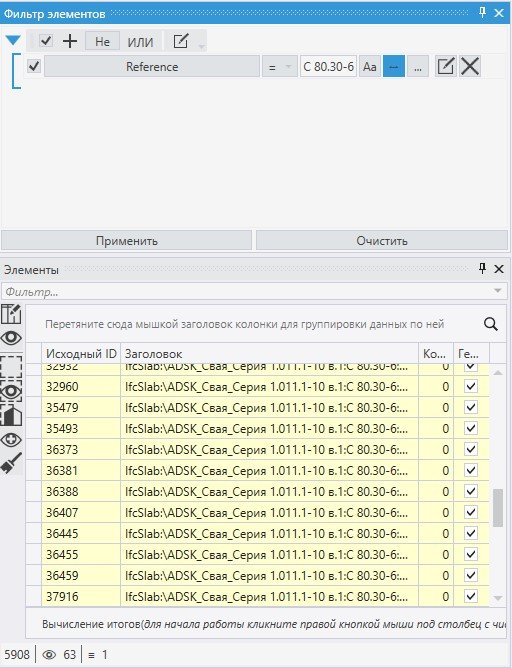 Фильтр элементов
Не ИЛИ
Reference = С 80.30-6 Aa ...
Применить Очистить
Элементы
Фильтр...
Перетяните сюда мышкой заголовок колонки для группировки данных по ней
Исходный ID Заголовок Ко... Ге...
32932 IfcSlab:\ADSK_Свая_Серия 1.011.1-10 в.1:С 80.30-6:... 0
32960 IfcSlab:\ADSK_Свая_Серия 1.011.1-10 в.1:С 80.30-6:... 0
35479 IfcSlab:\ADSK_Свая_Серия 1.011.1-10 в.1:С 80.30-6:... 0
35493 IfcSlab:\ADSK_Свая_Серия 1.011.1-10 в.1:С 80.30-6:... 0
36373 IfcSlab:\ADSK_Свая_Серия 1.011.1-10 в.1:С 80.30-6:... 0
36381 IfcSlab:\ADSK_Свая_Серия 1.011.1-10 в.1:С 80.30-6:... 0
36388 IfcSlab:\ADSK_Свая_Серия 1.011.1-10 в.1:С 80.30-6:... 0
36407 IfcSlab:\ADSK_Свая_Серия 1.011.1-10 в.1:С 80.30-6:... 0
36445 IfcSlab:\ADSK_Свая_Серия 1.011.1-10 в.1:С 80.30-6:... 0
36455 IfcSlab:\ADSK_Свая_Серия 1.011.1-10 в.1:С 80.30-6:... 0
36459 IfcSlab:\ADSK_Свая_Серия 1.011.1-10 в.1:С 80.30-6:... 0
37916 IfcSlab:\ADSK_Свая_Серия 1.011.1-10 в.1:С 80.30-6:... 0
Вычисление итогов(для начала работы кликните правой кнопкой мыши под столбец с чи
5908 63 1